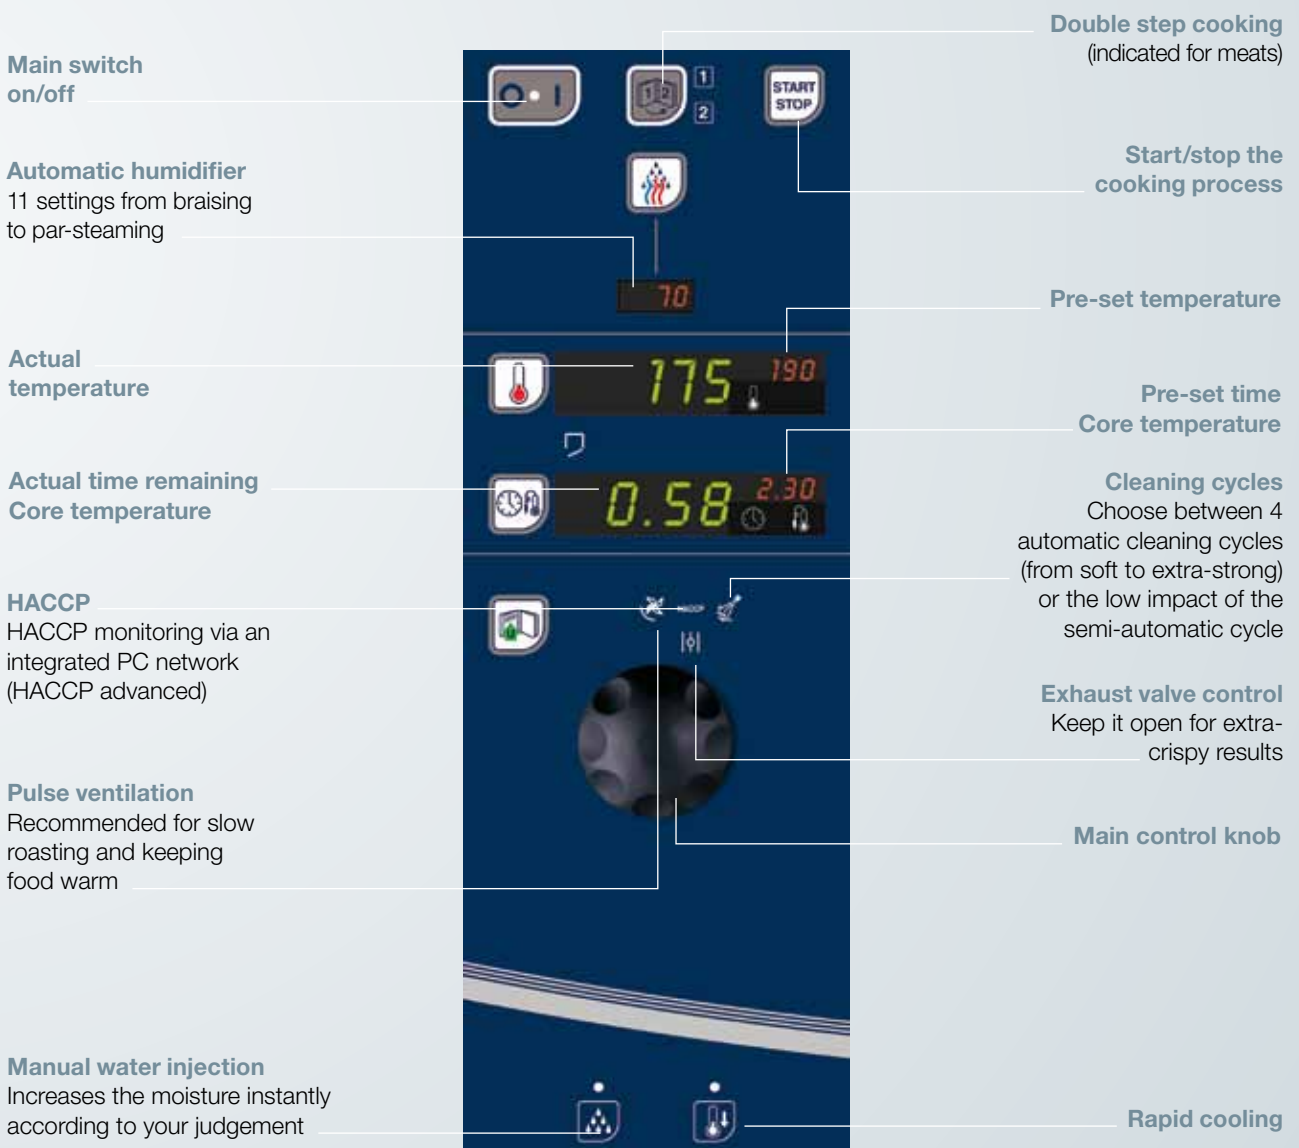 Double step cooking
(indicated for meats)
Main switch
on/off
O I
1 2
1
2
START
STOP
Start/stop the
cooking process
Automatic humidifier
11 settings from braising
to par-steaming
70
Pre-set temperature
Actual
temperature
175
190
Pre-set time
Core temperature
Actual time remaining
Core temperature
0.58
2.30
Cleaning cycles
Choose between 4
automatic cleaning cycles
(from soft to extra-strong)
or the low impact of the
semi-automatic cycle
HACCP
HACCP monitoring via an
integrated PC network
(HACCP advanced)
HACCP
Exhaust valve control
Keep it open for extra-
crispy results
Pulse ventilation
Recommended for slow
roasting and keeping
food warm
Main control knob
Manual water injection
Increases the moisture instantly
according to your judgement
Rapid cooling